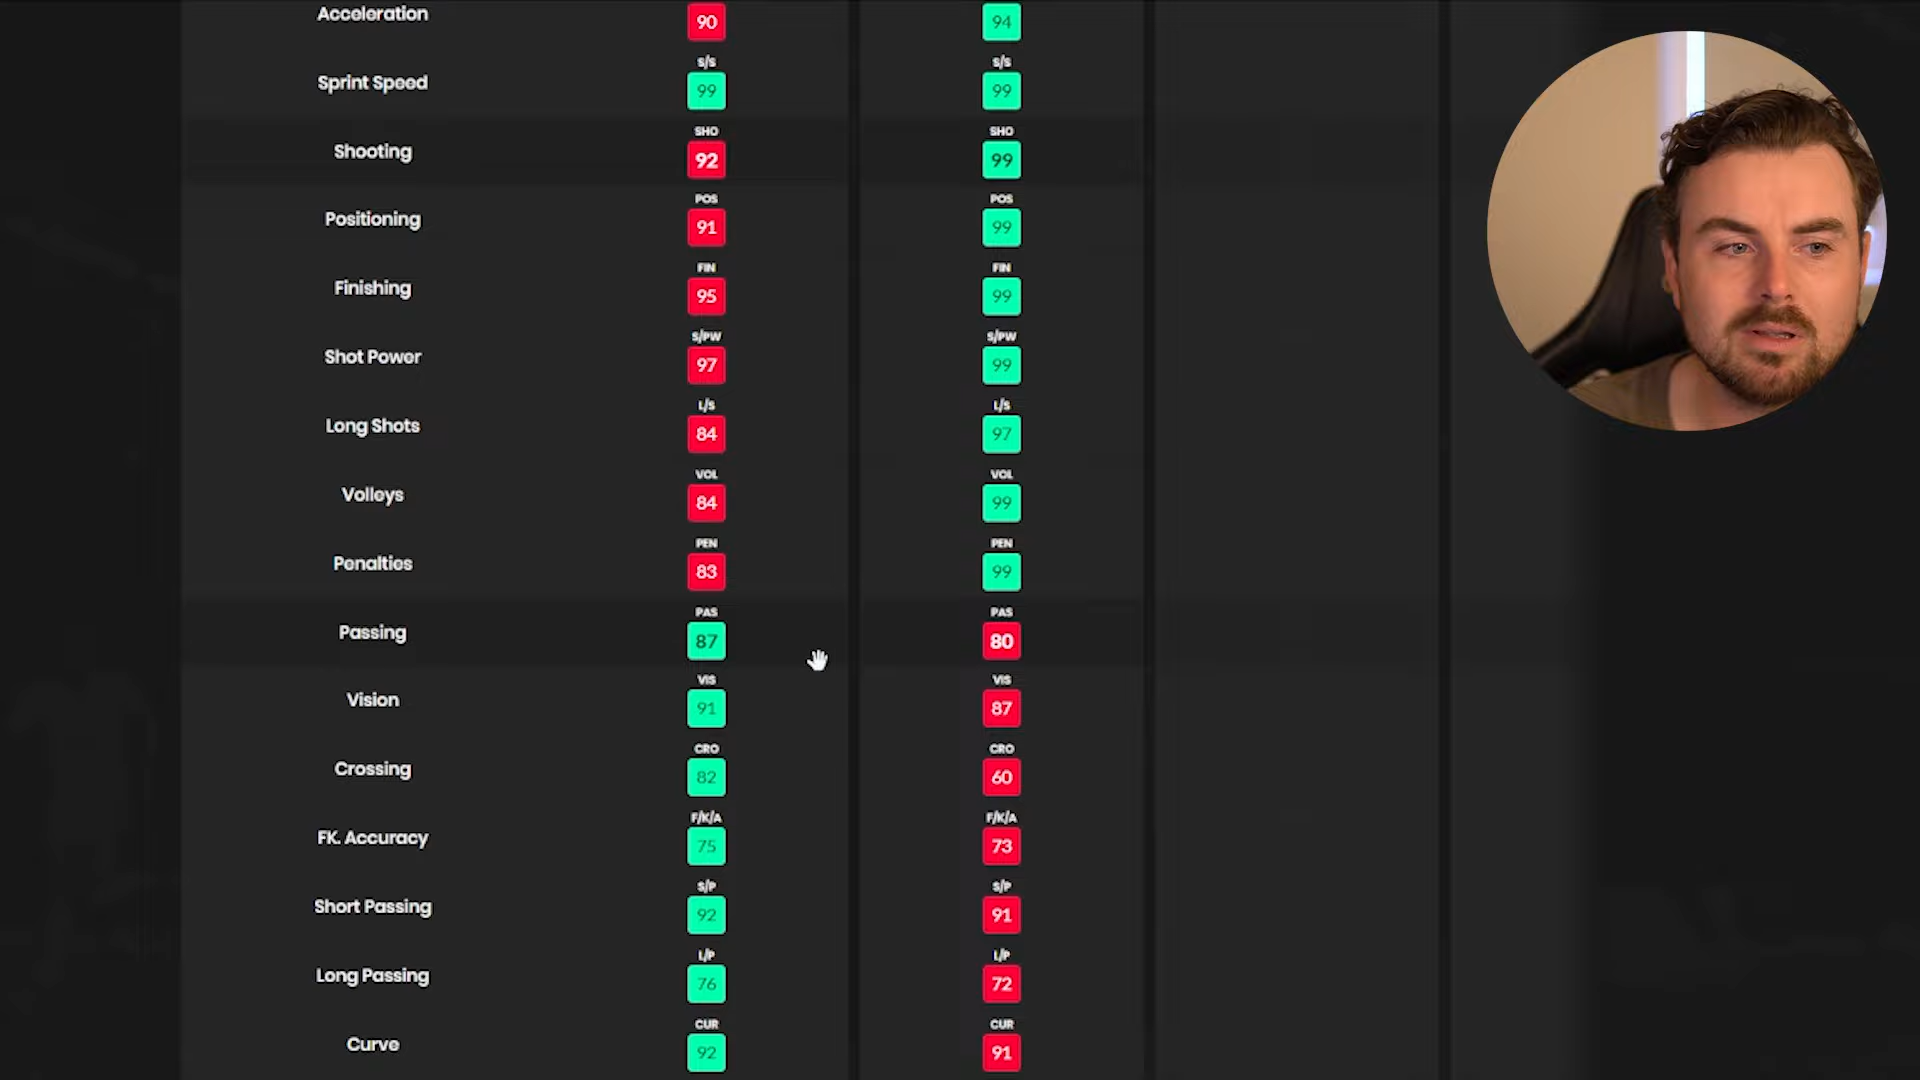 Acceleration 90 94
S/S S/S
Sprint Speed 99 99
SHO SHO
Shooting 92 99
POS POS
Positioning 91 99
FIN FIN
Finishing 95 99
S/PW S/PW
Shot Power 97 99
L/S L/S
Long Shots 84 97
VOL VOL
Volleys 84 99
PEN PEN
Penalties 83 99
PAS PAS
Passing 87 80
VIS VIS
Vision 91 87
CRO CRO
Crossing 82 60
F/K/A F/K/A
FK. Accuracy 75 73
S/P S/P
Short Passing 92 91
L/P L/P
Long Passing 76 72
CUR CUR
Curve 92 91